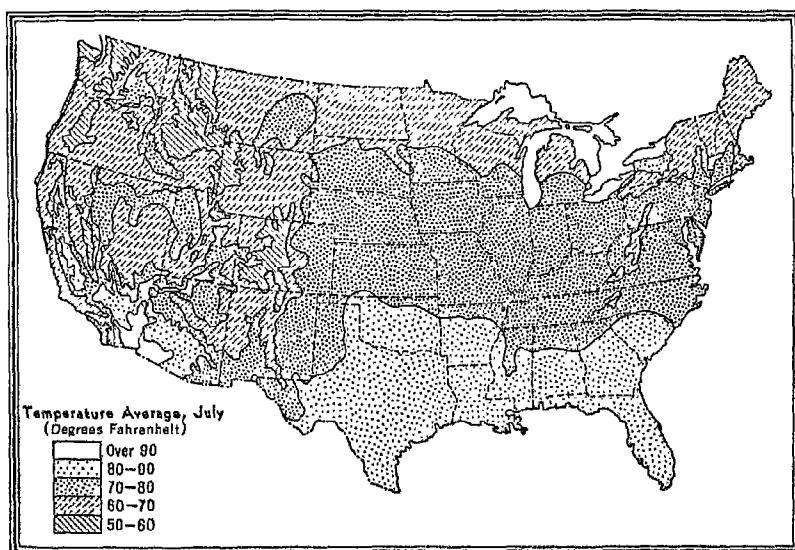 Temperature Average, July
(Degrees Fahrenheit)
Over 90
80-90
70-80
60-70
50-60